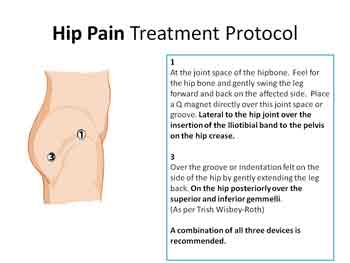 Hip Pain Treatment Protocol
1
At the joint space of the hipbone. Feel for
the hip bone and gently swing the leg
forward and back on the affected side. Place
a Q magnet directly over this joint space or
groove. Lateral to the hip joint over the
insertion of the Iliotibial band to the pelvis
on the hip crease.
3
Over the groove or indentation felt on the
side of the hip by gently extending the leg
back. On the hip posteriorly over the
superior and inferior gemmelli.
(As per Trish Wisbey-Roth)
A combination of all three devices is
recommended.
1
3